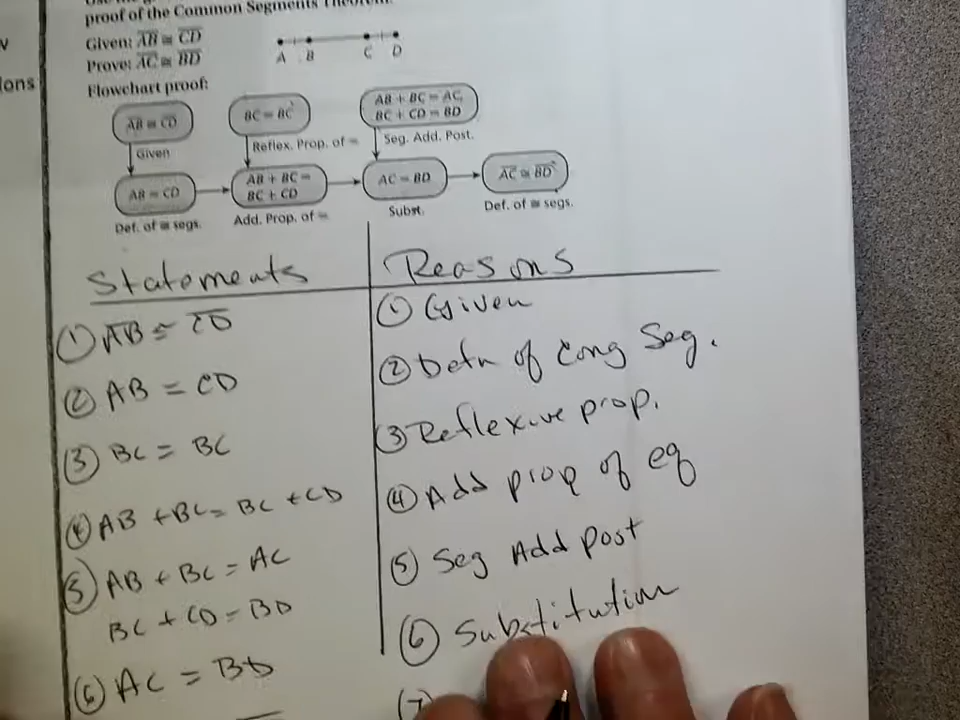 proof of the Common Segments Theorem.
Given: AB ≅ CD
Prove: AC ≅ BD
ions
Flowchart proof:
A B C D
AB ≅ CD
BC = BC
AB + BC = AC,
BC + CD = BD
Given
Reflex. Prop. of =
Seg. Add. Post.
AB = CD
AB + BC =
BC + CD
AC = BD
AC ≅ BD
Def. of ≅ segs.
Add. Prop. of =
Subst.
Def. of ≅ segs.
Statements Reasons
① AB ≅ CD ① Given
② AB = CD ② Defn of cong Seg.
③ BC = BC ③ Reflexive prop.
④ AB + BC = BC + CD ④ Add prop of eq
⑤ AB + BC = AC ⑤ Seg Add Post
BC + CD = BD
⑥ AC = BD ⑥ Substitution